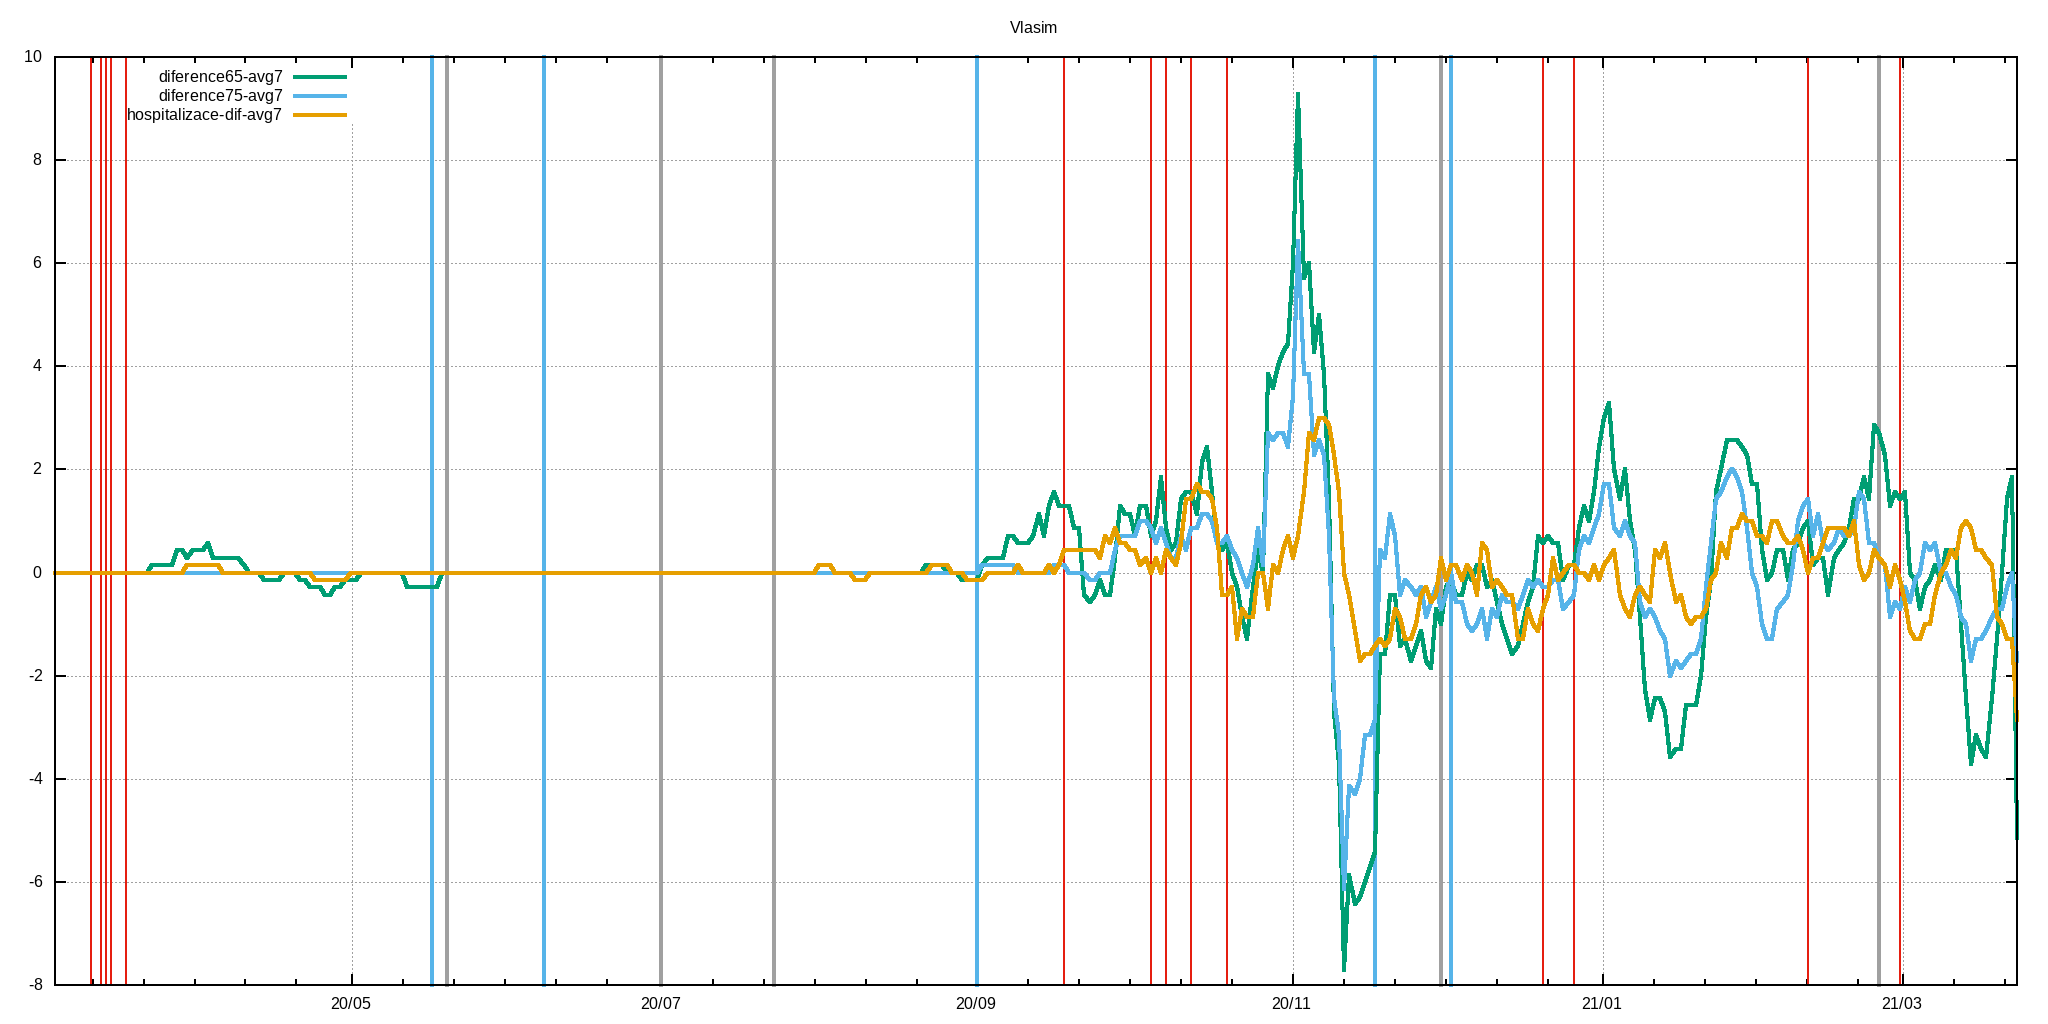 Vlasim
10
diference65-avg7
diference75-avg7
hospitalizace-dif-avg7
8
6
4
2
0
-2
-4
-6
-8
20/05 20/07 20/09 20/11 21/01 21/03